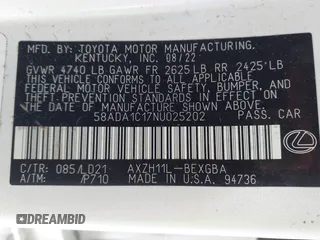 MFD. BY: TOYOTA MOTOR MANUFACTURING,
KENTUCKY, INC. 08/22
GVWR 4740 LB GAWR FR 2625 LB RR 2425 LB
THIS VEHICLE CONFORMS TO ALL APPLICABLE
FEDERAL MOTOR VEHICLE SAFETY, BUMPER, AND
THEFT PREVENTION STANDARDS IN EFFECT ON THE
DATE OF MANUFACTURE SHOWN ABOVE.
58ADA1C17NU025202 PASS. CAR
C/TR: 085/LD21 AXZH11L-BEXGBA
A/TM: /P710 MADE IN U.S.A. 94736